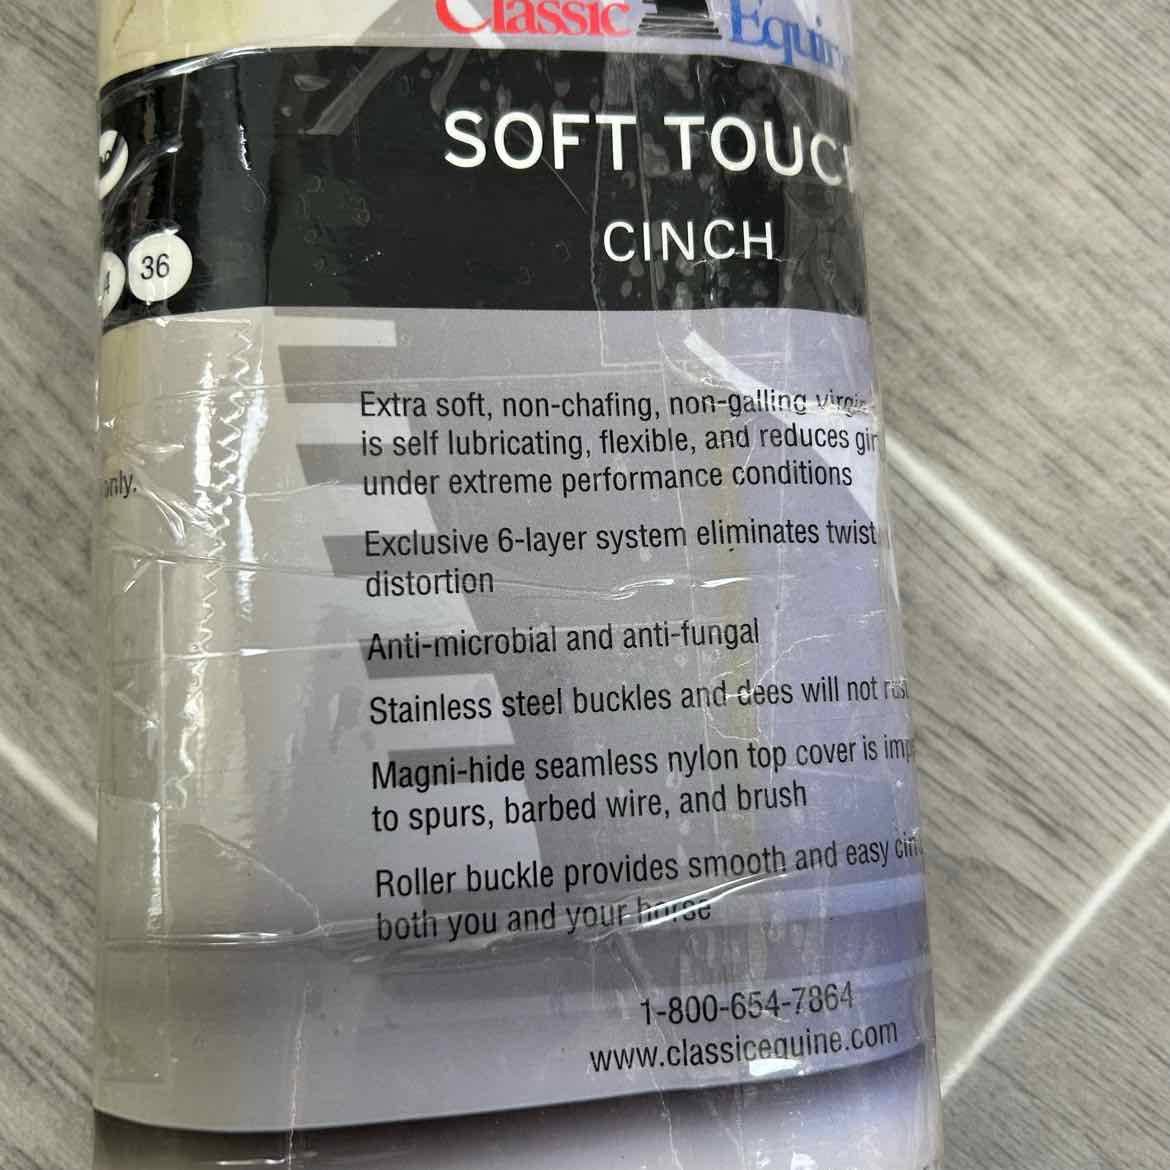 Classic
SOFT TOUC
CINCH
36
Extra soft, non-chafing, non-galling
is self lubricating, flexible, and reduces
only.
under extreme performance conditions
Exclusive 6-layer system eliminates twist
distortion
Anti-microbial and anti-fungal
Stainless steel buckles and dees will not
Magni-hide seamless nylon top cover is
to spurs, barbed wire, and brush
Roller buckle provides smooth and easy
both you and your horse
1-800-654-7864
www.classicequine.com